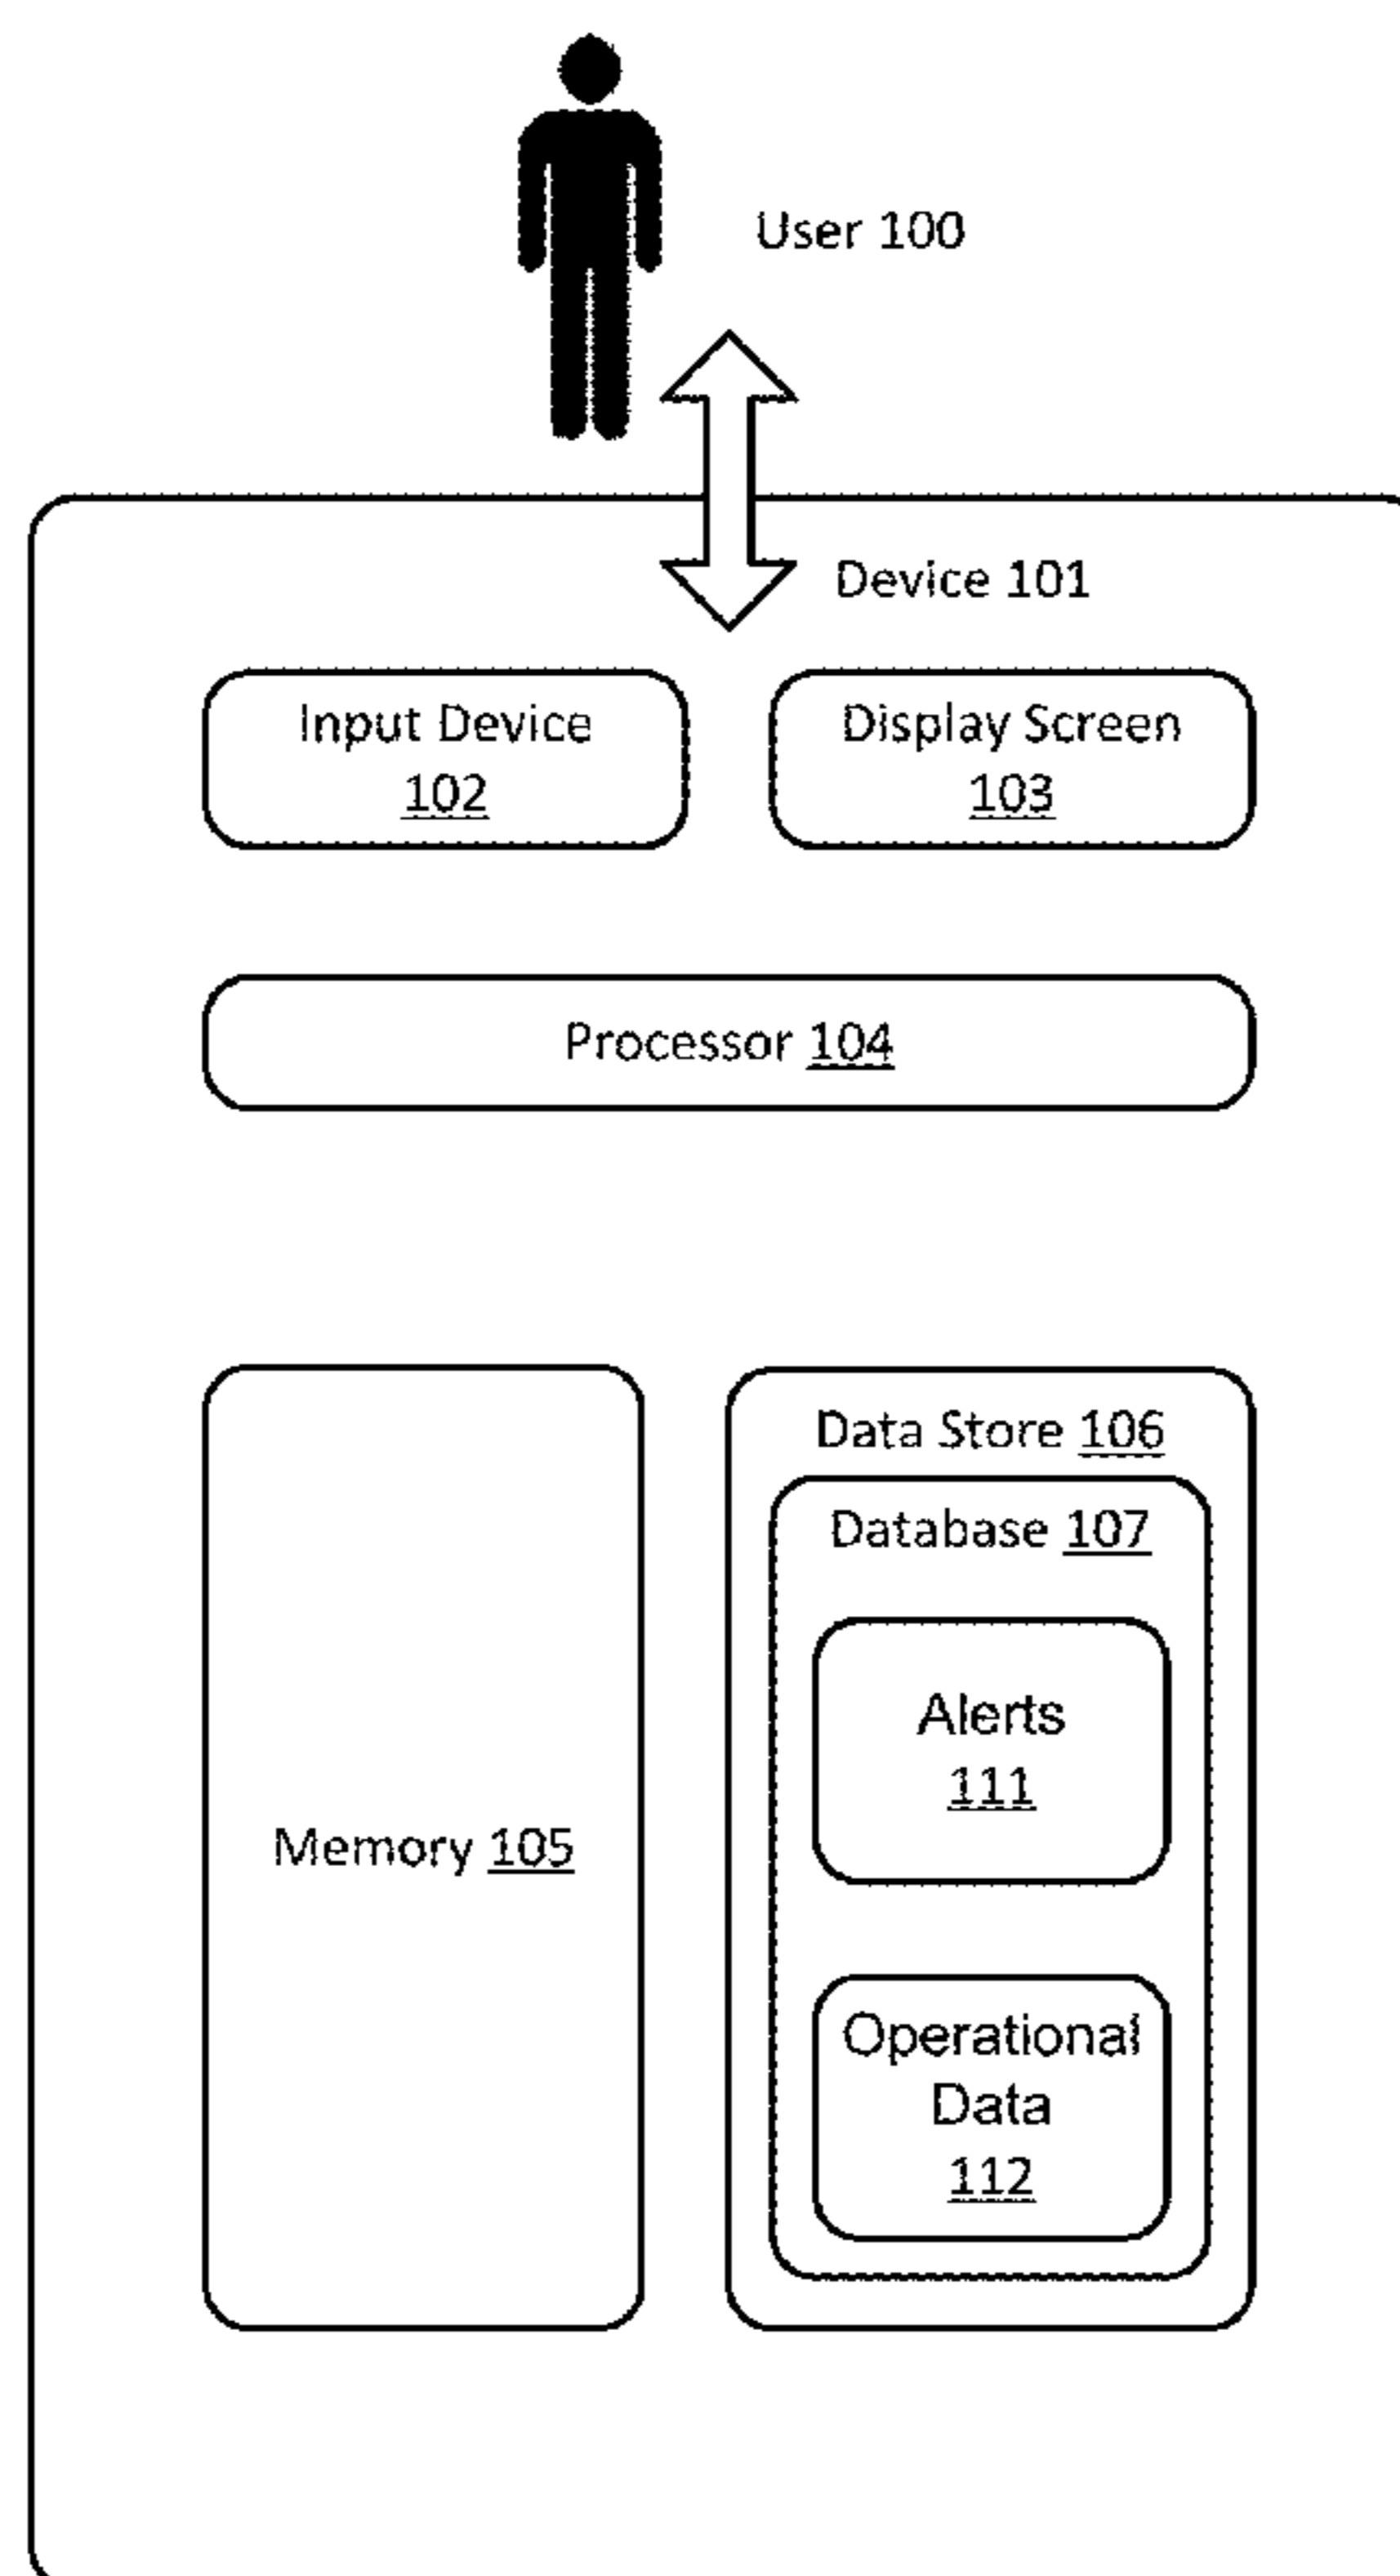 User 100
Device 101
Input Device
102
Display Screen
103
Processor 104
Memory 105
Data Store 106
Database 107
Alerts
111
Operational
Data
112